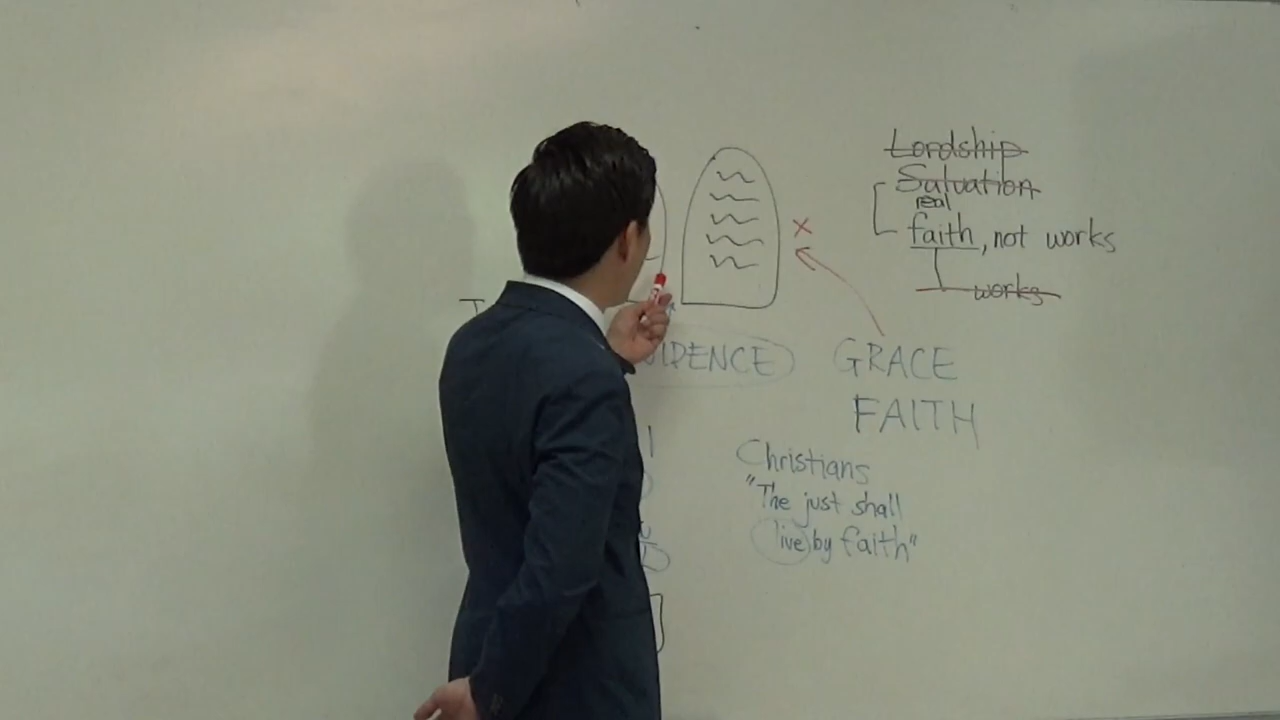 Lordship
Salvation
real
faith, not works
works
GRACE
FAITH
Christians
"The just shall
live by faith"